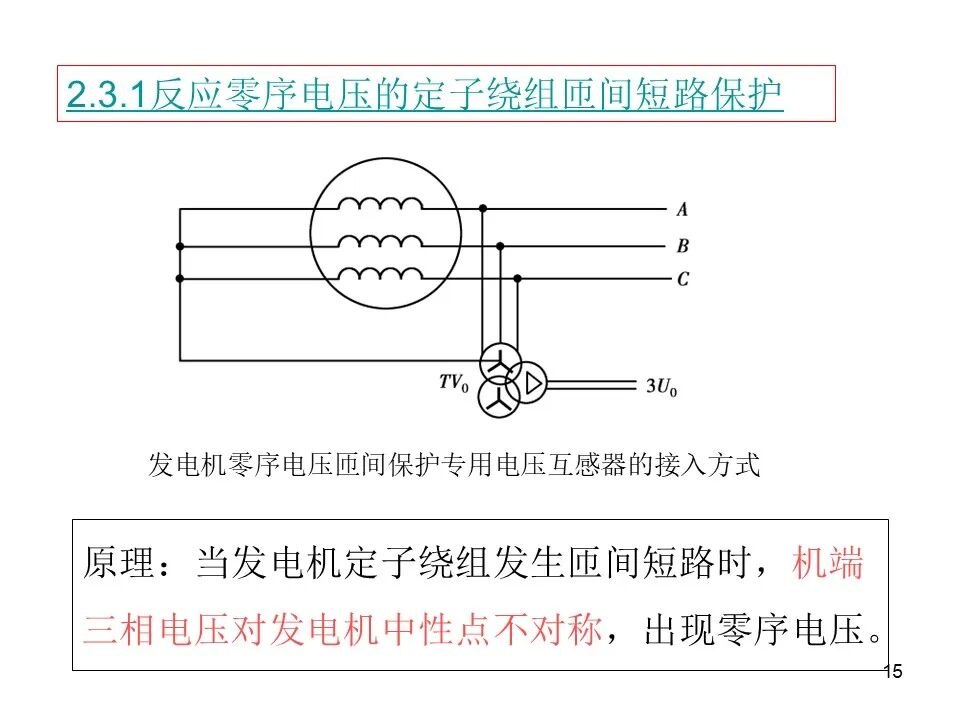 2.3.1反应零序电压的定子绕组匝间短路保护
A
B
C
TV₀
3U₀
发电机零序电压匝间保护专用电压互感器的接入方式
原理：当发电机定子绕组发生匝间短路时，机端
三相电压对发电机中性点不对称，出现零序电压。
15